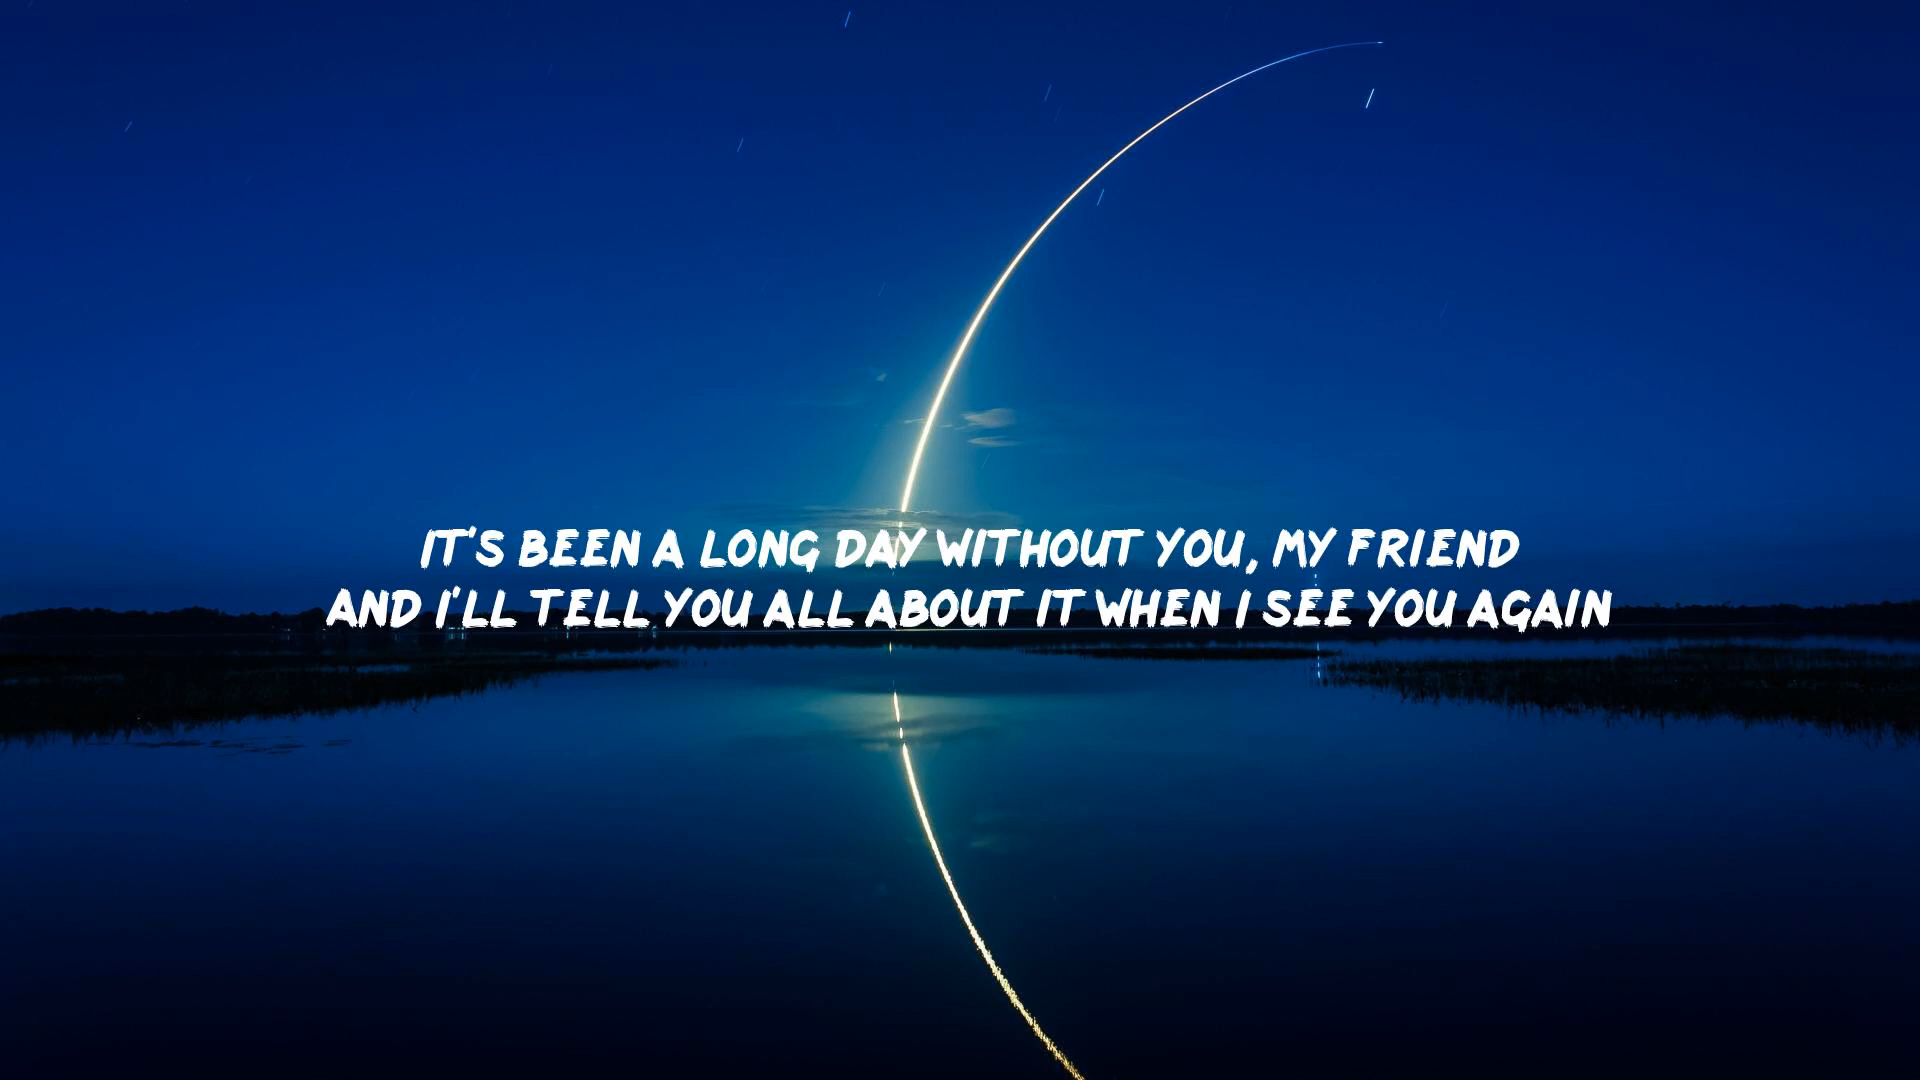 IT'S BEEN A LONG DAY WITHOUT YOU, MY FRIEND
AND I'LL TELL YOU ALL ABOUT IT WHEN I SEE YOU AGAIN